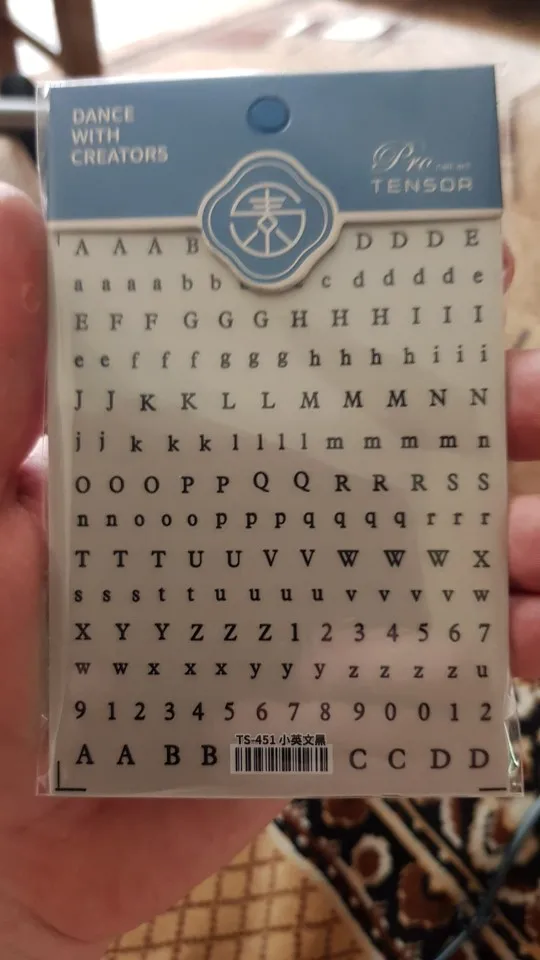 DANCE
WITH
CREATORS
Pro
TENSOR
A A A B D D D E
a a a a b b c d d d d e
E F F G G G H H H I I I
e e f f f g g g h h h h i i i
J J K K L L M M M N N
j j k k k l l l l m m m m n
O O O P P Q Q R R R S S
n n o o o p p p q q q q r r r
T T T U U V V W W W X
s s s t t u u u u v v v v w
X Y Y Z Z Z 1 2 3 4 5 6 7
w w x x x y y y z z z z u
9 1 2 3 4 5 6 7 8 9 0 0 1 2
TS-451 小英文黑
A A B B C C D D